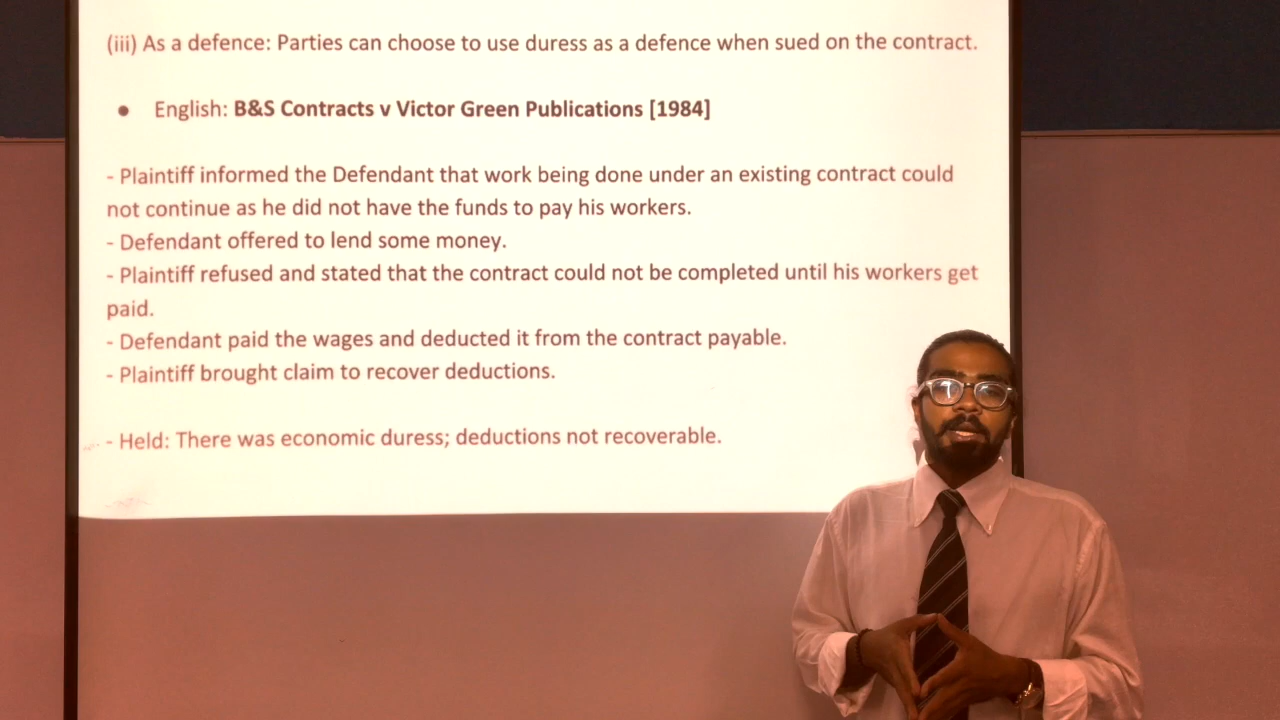 (iii) As a defence: Parties can choose to use duress as a defence when sued on the contract.
• English: B&S Contracts v Victor Green Publications [1984]
- Plaintiff informed the Defendant that work being done under an existing contract could
not continue as he did not have the funds to pay his workers.
- Defendant offered to lend some money.
- Plaintiff refused and stated that the contract could not be completed until his workers get
paid.
- Defendant paid the wages and deducted it from the contract payable.
- Plaintiff brought claim to recover deductions.
- Held: There was economic duress; deductions not recoverable.